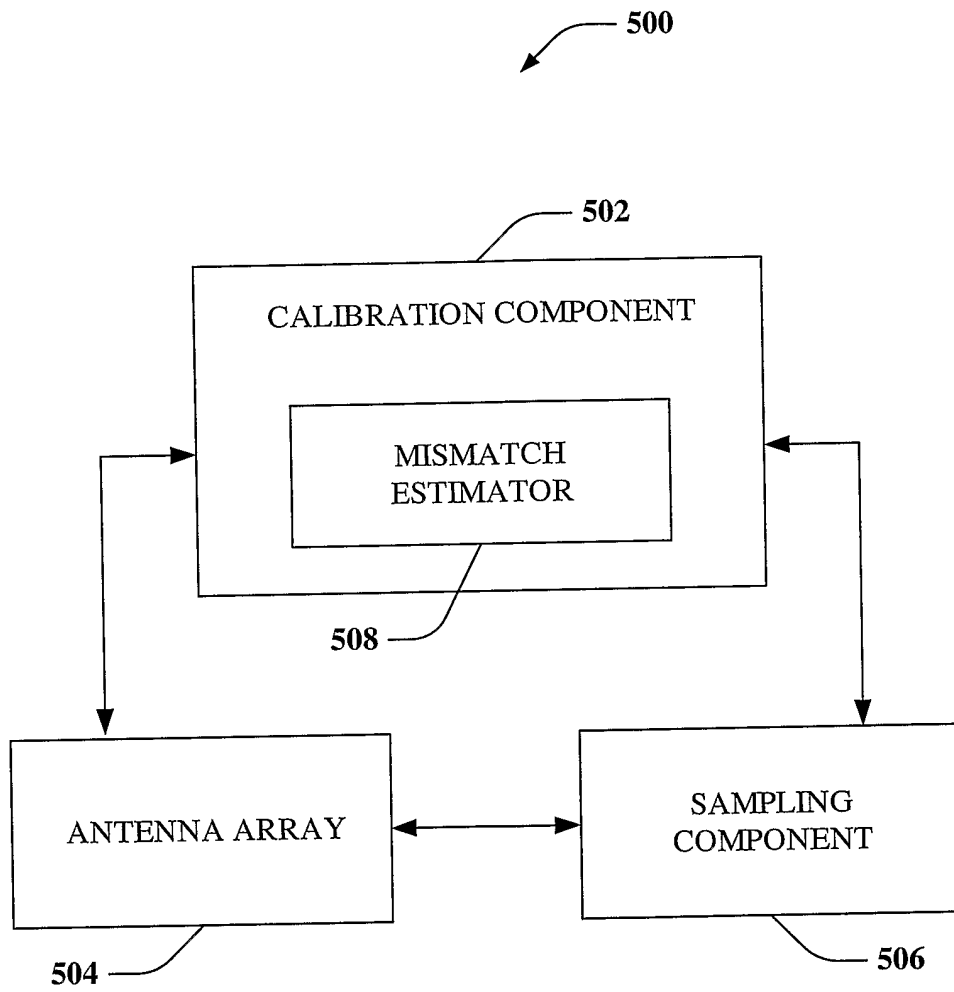 500
502
CALIBRATION COMPONENT
MISMATCH
ESTIMATOR
508
ANTENNA ARRAY
SAMPLING
COMPONENT
504
506